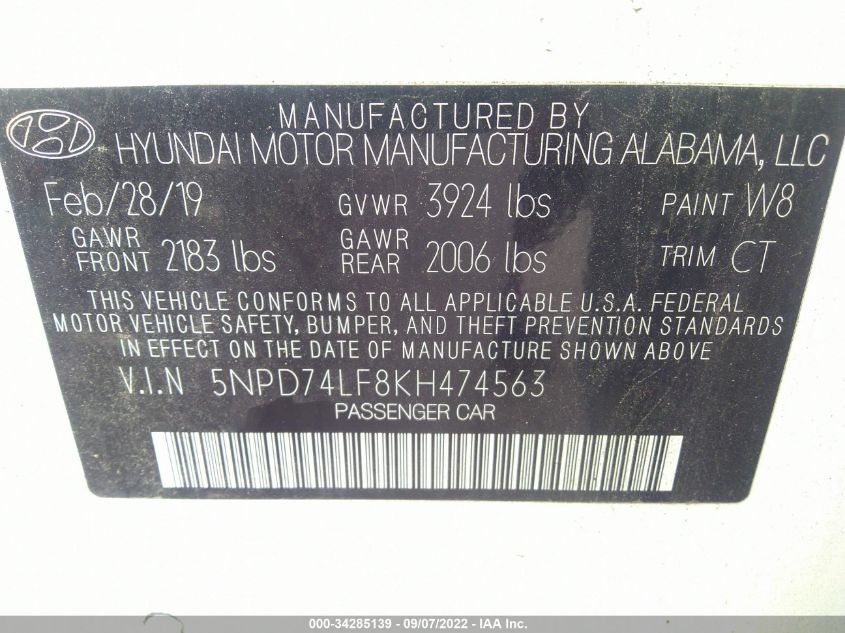 MANUFACTURED BY
HYUNDAI MOTOR MANUFACTURING ALABAMA, LLC
Feb/28/19 GVWR 3924 lbs PAINT W8
GAWR FRONT 2183 lbs GAWR REAR 2006 lbs TRIM CT
THIS VEHICLE CONFORMS TO ALL APPLICABLE U.S.A. FEDERAL
MOTOR VEHICLE SAFETY, BUMPER, AND THEFT PREVENTION STANDARDS
IN EFFECT ON THE DATE OF MANUFACTURE SHOWN ABOVE
V.I.N 5NPD74LF8KH474563
PASSENGER CAR
000-34285139 - 09/07/2022 - IAA Inc.